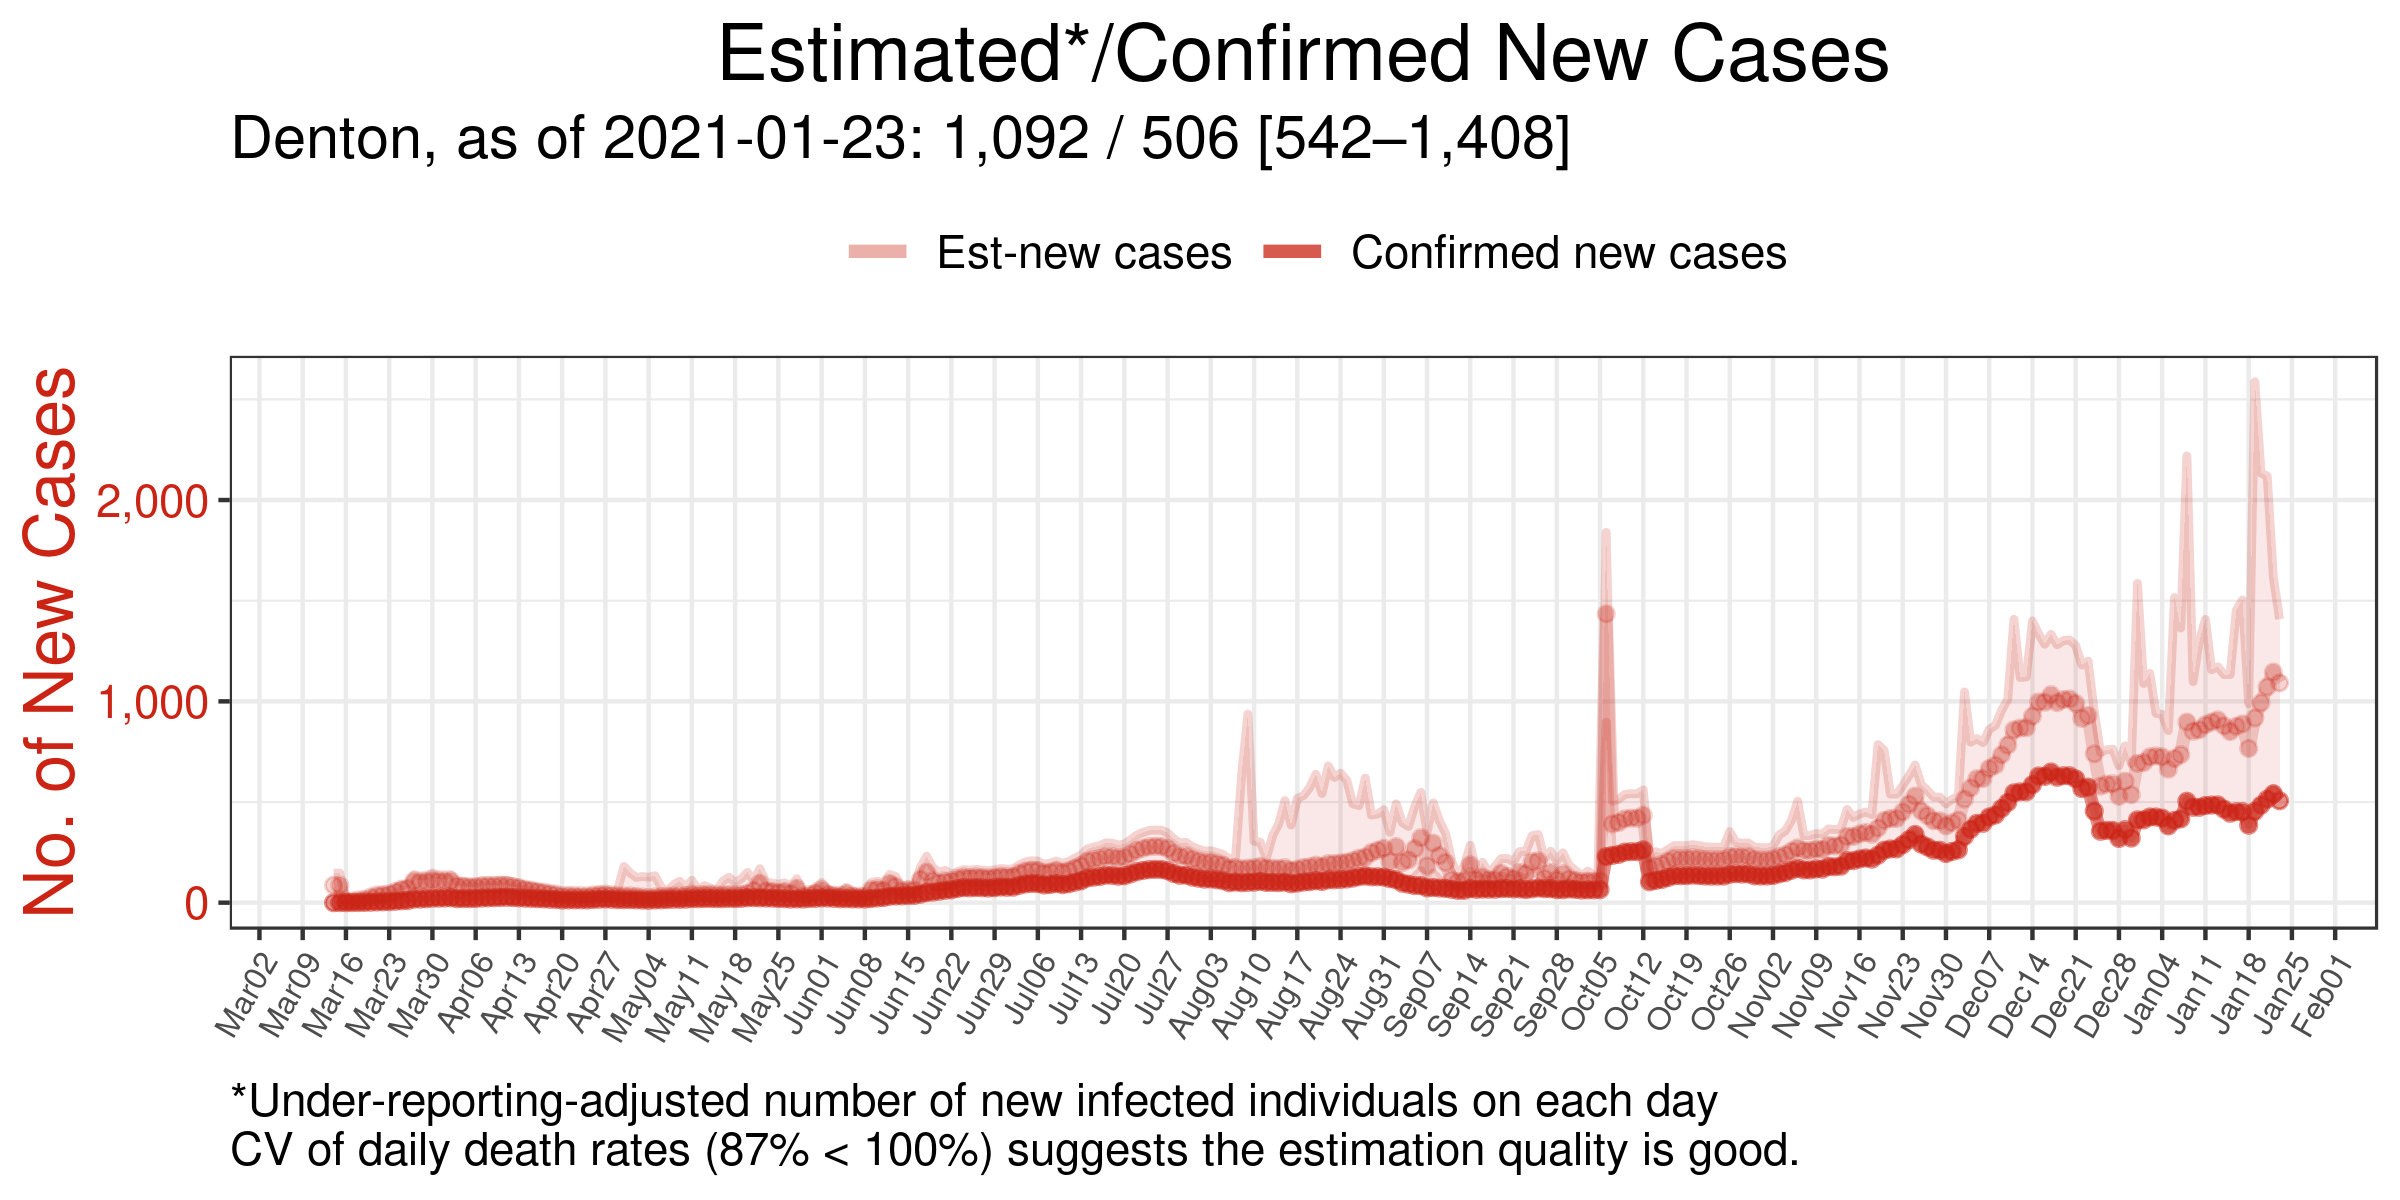 Estimated*/Confirmed New Cases
Denton, as of 2021-01-23: 1,092 / 506 [542–1,408]
Est-new cases Confirmed new cases
No. of New Cases
2,000
1,000
0
Mar02 Mar09 Mar16 Mar23 Mar30 Apr06 Apr13 Apr20 Apr27 May04 May11 May18 May25 Jun01 Jun08 Jun15 Jun22 Jun29 Jul06 Jul13 Jul20 Jul27 Aug03 Aug10 Aug17 Aug24 Aug31 Sep07 Sep14 Sep21 Sep28 Oct05 Oct12 Oct19 Oct26 Nov02 Nov09 Nov16 Nov23 Nov30 Dec07 Dec14 Dec21 Dec28 Jan04 Jan11 Jan18 Jan25 Feb01
*Under-reporting-adjusted number of new infected individuals on each day
CV of daily death rates (87% < 100%) suggests the estimation quality is good.